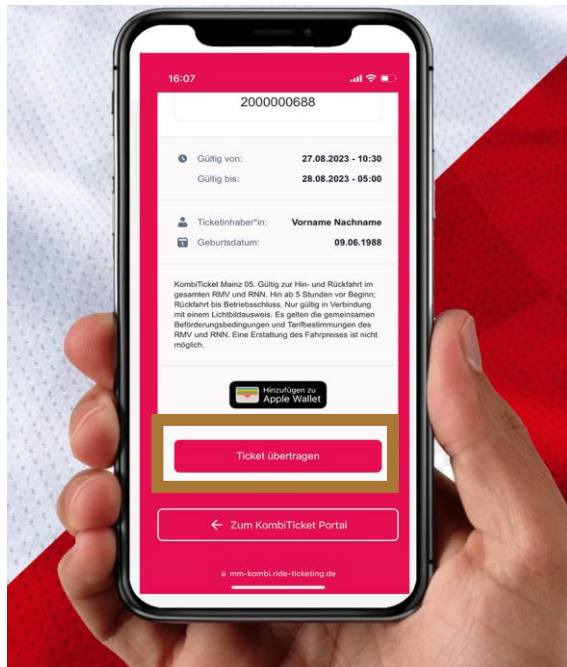 16:07
2000000688
Gültig von: 27.08.2023 - 10:30
Gültig bis: 28.08.2023 - 05:00
Ticketinhaber*in: Vorname Nachname
Geburtsdatum: 09.06.1988
KombiTicket Mainz 05. Gültig zur Hin- und Rückfahrt im
gesamten RMV und RNN. Hin ab 5 Stunden vor Beginn;
Rückfahrt bis Betriebsschluss. Nur gültig in Verbindung
mit einem Lichtbildausweis. Es gelten die gemeinsamen
Beförderungsbedingungen und Tarifbestimmungen des
RMV und RNN. Eine Erstattung des Fahrpreises ist nicht
möglich.
Hinzufügen zu
Apple Wallet
Ticket übertragen
← Zum KombiTicket Portal
mm-kombi.ride-ticketing.de